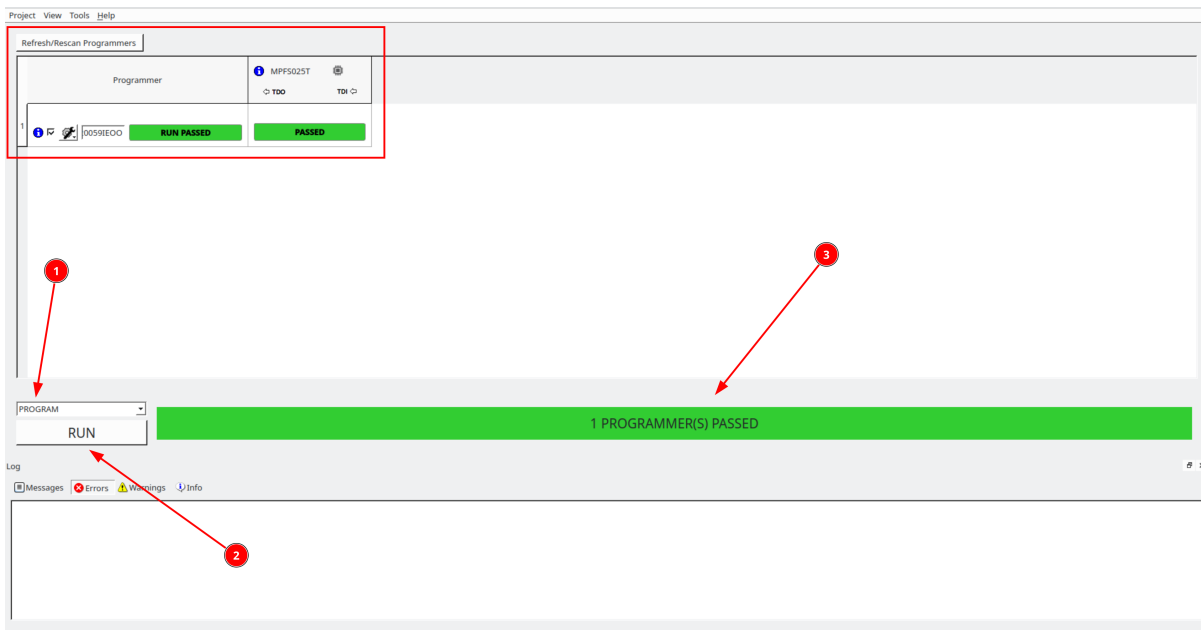 Project View Tools Help
Refresh/Rescan Programmers
Programmer
MPFS025T
TDO TDI
1
0059IEOO RUN PASSED PASSED
1
3
PROGRAM
RUN
1 PROGRAMMER(S) PASSED
Log
Messages Errors Warnings Info
2